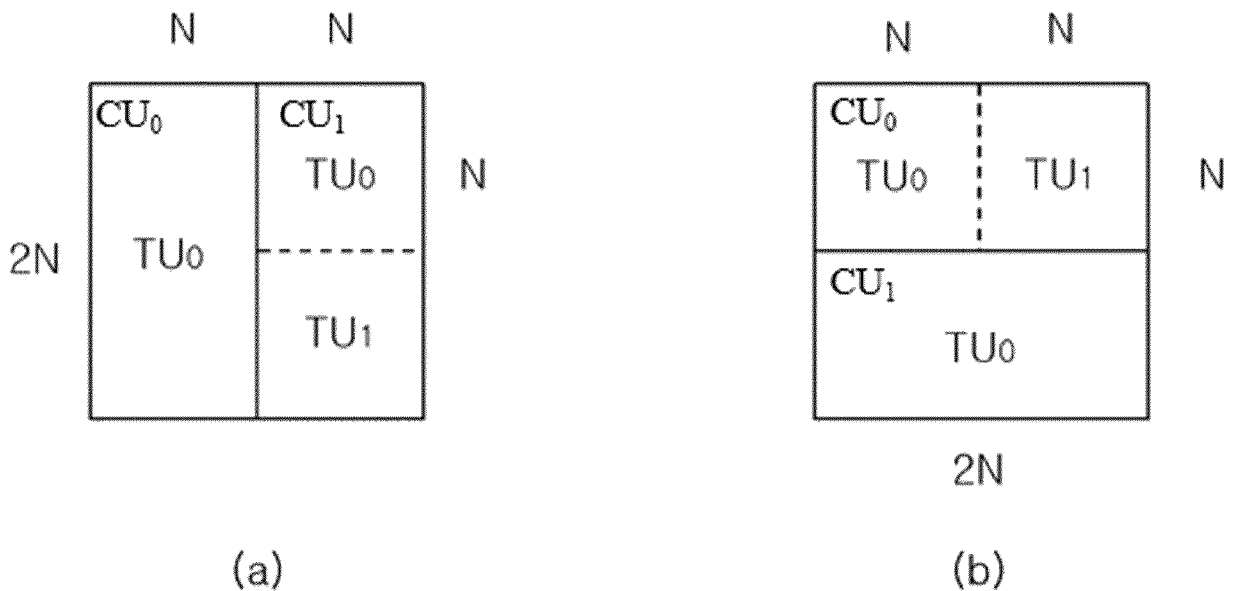 N N N N
CU₀ CU₁ CU₀
TU₀ N TU₀ TU₁ N
2N TU₀
CU₁
TU₁ TU₀
2N
(a) (b)